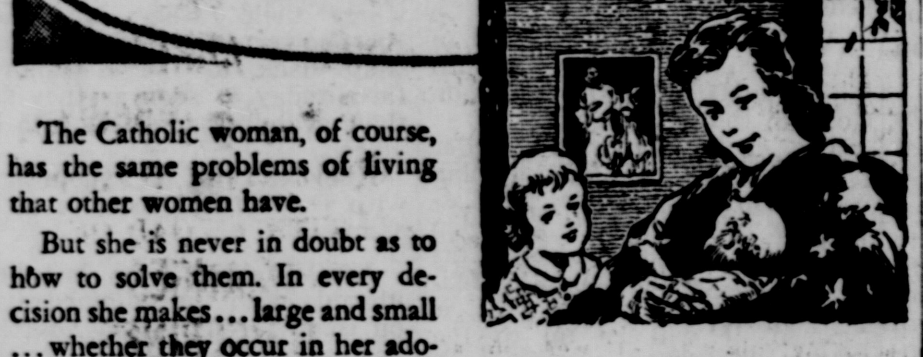 The Catholic woman, of course,
has the same problems of living
that other women have.
But she is never in doubt as to
how to solve them. In every de-
cision she makes...large and small
...whether they occur in her ado-